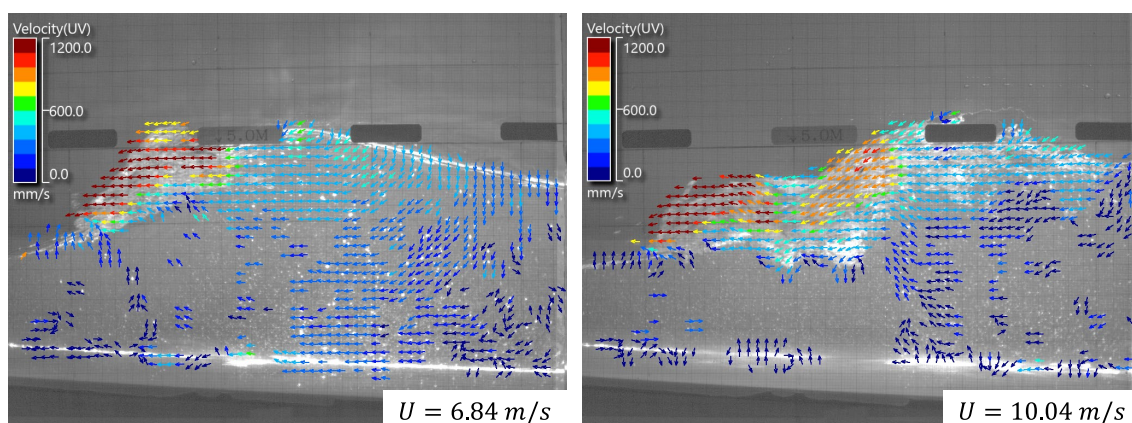 Velocity(UV)
1200.0
600.0
0.0
mm/s
5.0M
U = 6.84 m/s
Velocity(UV)
1200.0
600.0
0.0
mm/s
5.0M
U = 10.04 m/s